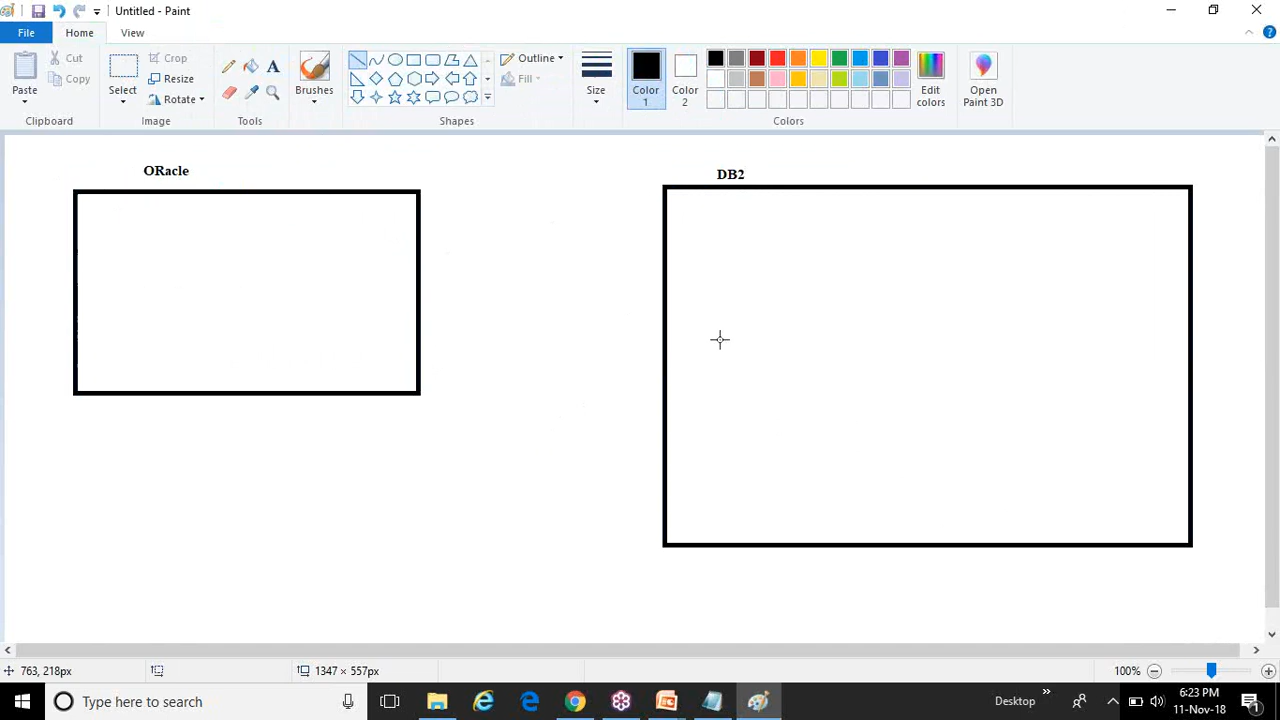 Untitled - Paint
File
Home
View
Paste
Cut
Copy
Clipboard
Select
Crop
Resize
Rotate
Image
A
Tools
Brushes
Outline
Fill
Shapes
Size
Color
1
Color
2
Edit
colors
Colors
Open
Paint 3D
ORacle
DB2
763, 218px
1347 × 557px
100%
Type here to search
Desktop
6:23 PM
11-Nov-18
1